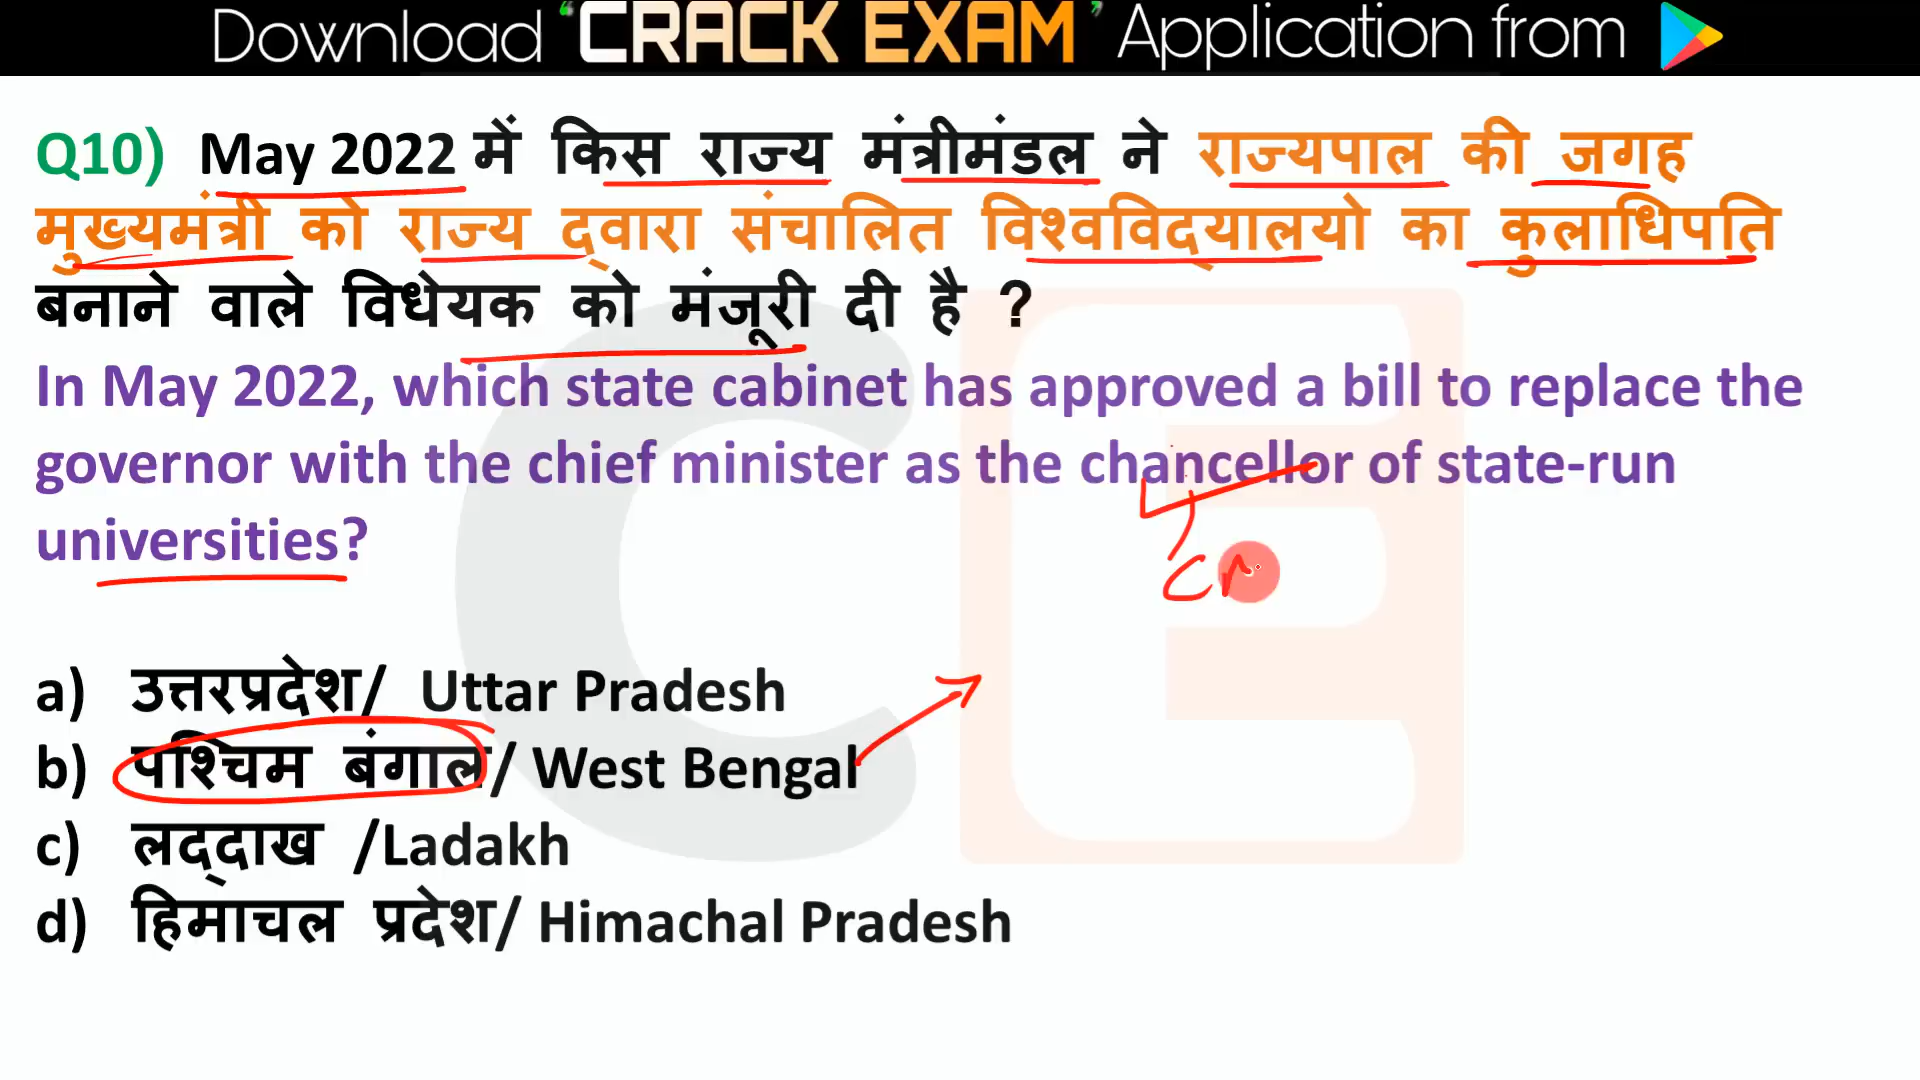 Download “CRACK EXAM” Application from
Q10) May 2022 में किस राज्य मंत्रीमंडल ने राज्यपाल की जगह
मुख्यमंत्री को राज्य द्वारा संचालित विश्वविद्यालयो का कुलाधिपति
बनाने वाले विधेयक को मंजूरी दी है ?
In May 2022, which state cabinet has approved a bill to replace the
governor with the chief minister as the chancellor of state-run
universities?
a) उत्तरप्रदेश/ Uttar Pradesh
b) पश्चिम बंगाल/ West Bengal
c) लद्दाख /Ladakh
d) हिमाचल प्रदेश/ Himachal Pradesh